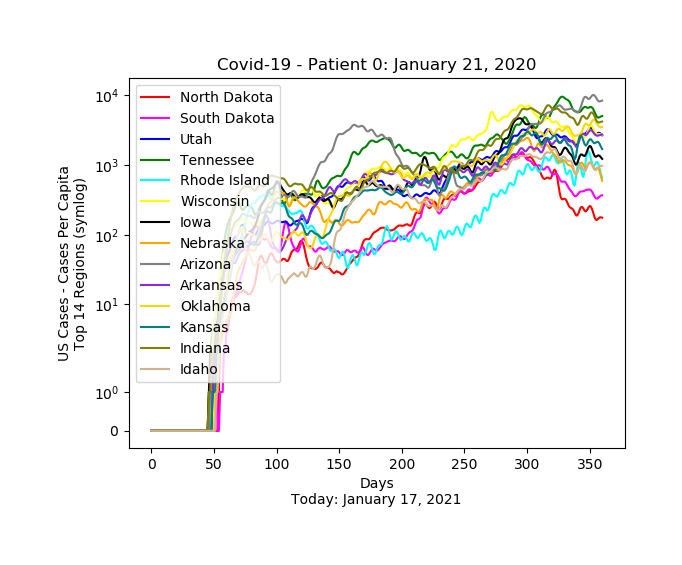 Covid-19 - Patient 0: January 21, 2020
US Cases - Cases Per Capita
Top 14 Regions (symlog)
10^4
10^3
10^2
10^1
10^0
0
North Dakota
South Dakota
Utah
Tennessee
Rhode Island
Wisconsin
Iowa
Nebraska
Arizona
Arkansas
Oklahoma
Kansas
Indiana
Idaho
0 50 100 150 200 250 300 350
Days
Today: January 17, 2021